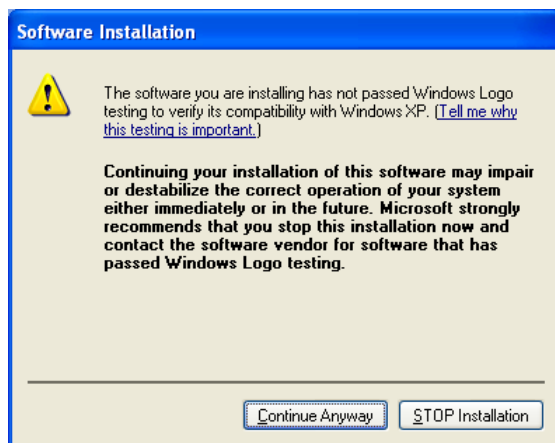 Software Installation
The software you are installing has not passed Windows Logo
testing to verify its compatibility with Windows XP. (Tell me why
this testing is important.)
Continuing your installation of this software may impair
or destabilize the correct operation of your system
either immediately or in the future. Microsoft strongly
recommends that you stop this installation now and
contact the software vendor for software that has
passed Windows Logo testing.
Continue Anyway
STOP Installation